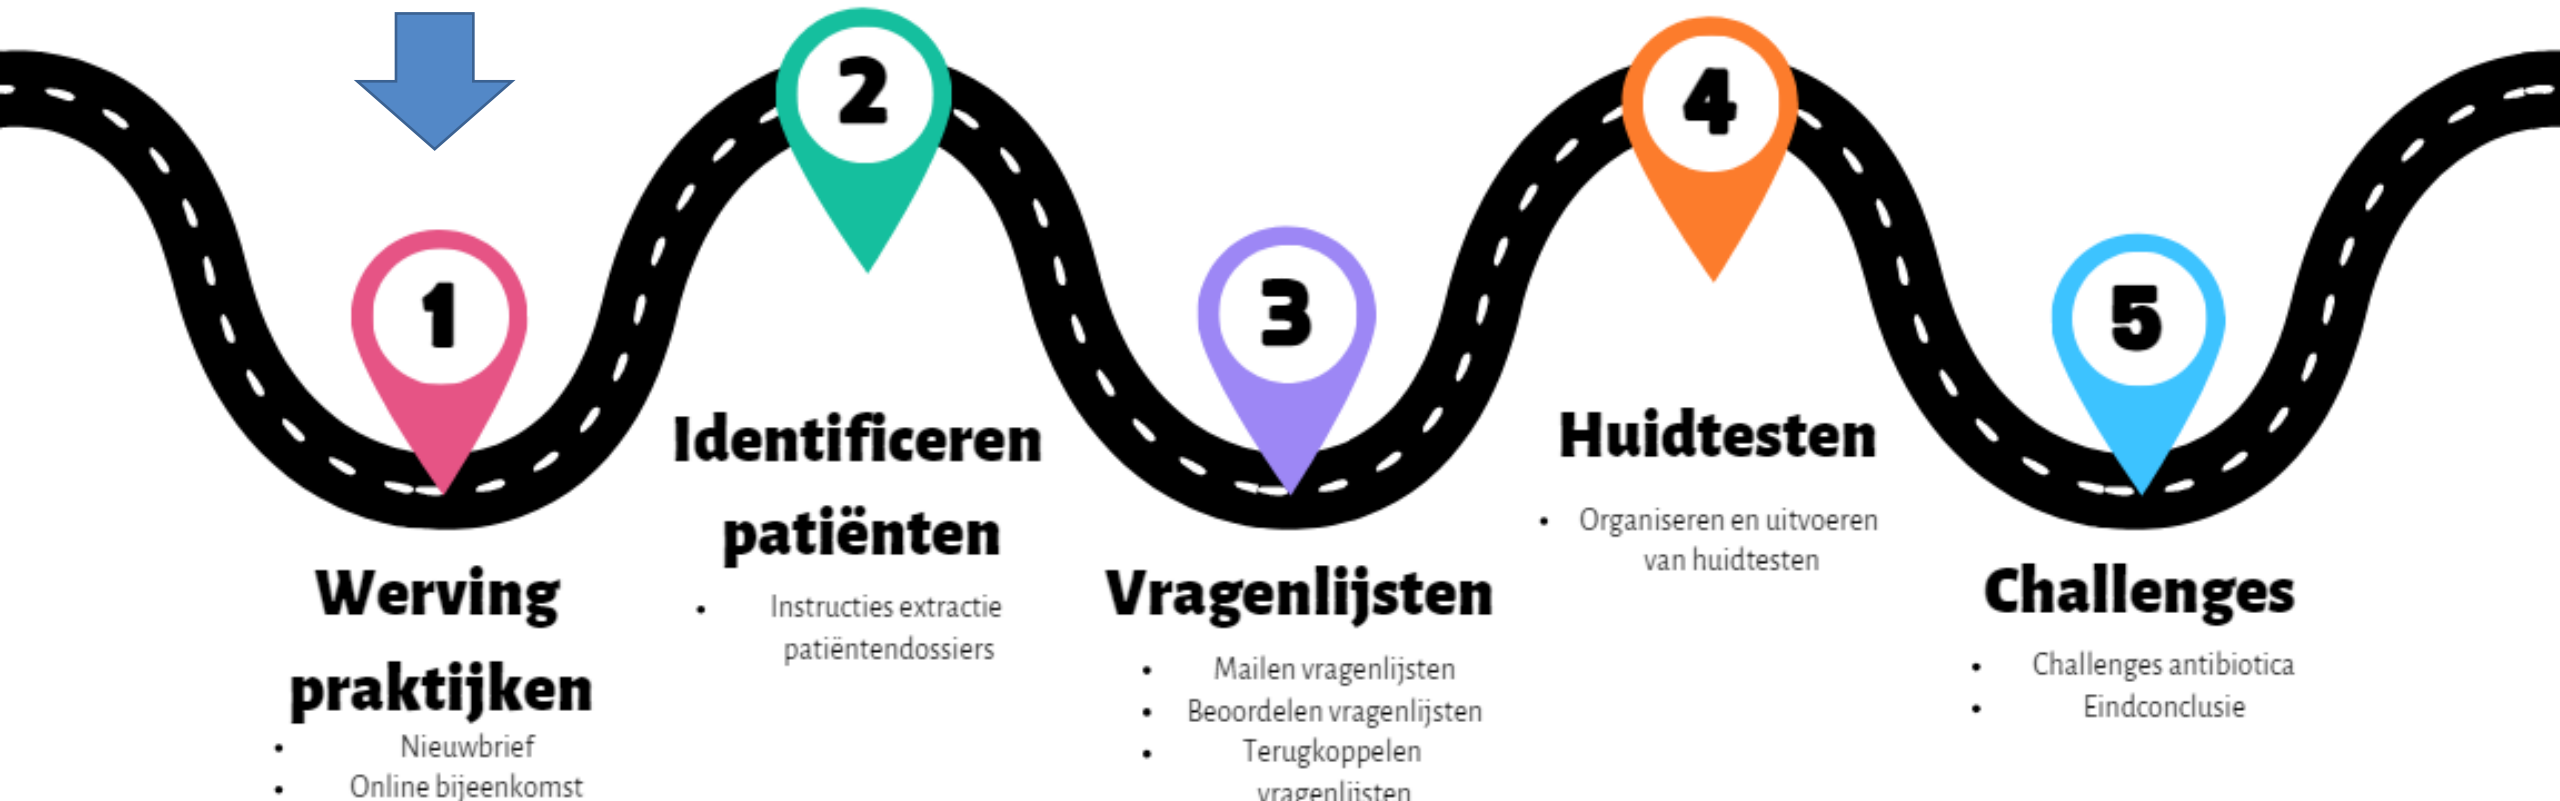 1
Werving
praktijken
• Nieuwbrief
• Online bijeenkomst
2
Identificeren
patiënten
• Instructies extractie
patiëntendossiers
3
Vragenlijsten
• Mailen vragenlijsten
• Beoordelen vragenlijsten
• Terugkoppelen
vragenlijsten
4
Huidtesten
• Organiseren en uitvoeren
van huidtesten
5
Challenges
• Challenges antibiotica
• Eindconclusie